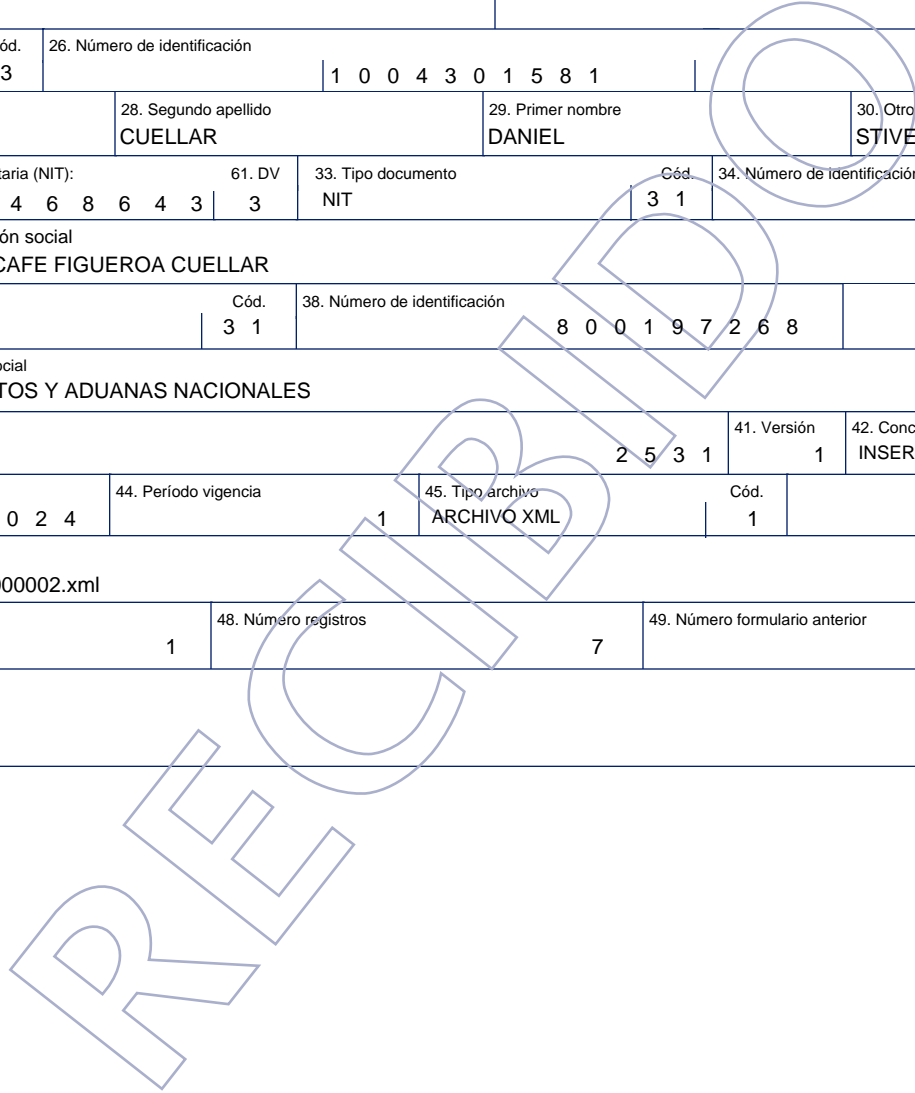 ód. 26. Número de identificación
3 1 0 0 4 3 0 1 5 8 1
28. Segundo apellido 29. Primer nombre 30. Otro
CUELLAR DANIEL STIVE
taria (NIT): 61. DV 33. Tipo documento Cód. 34. Número de identificación
4 6 8 6 4 3 3 NIT 3 1
ón social
CAFE FIGUEROA CUELLAR
Cód. 38. Número de identificación
3 1 8 0 0 1 9 7 2 6 8
ocial
TOS Y ADUANAS NACIONALES
41. Versión 42. Conc
2 5 3 1 1 INSER
44. Período vigencia 45. Tipo archivo Cód.
0 2 4 1 ARCHIVO XML 1
000002.xml
48. Número registros 49. Número formulario anterior
1 7
RECIBIDO